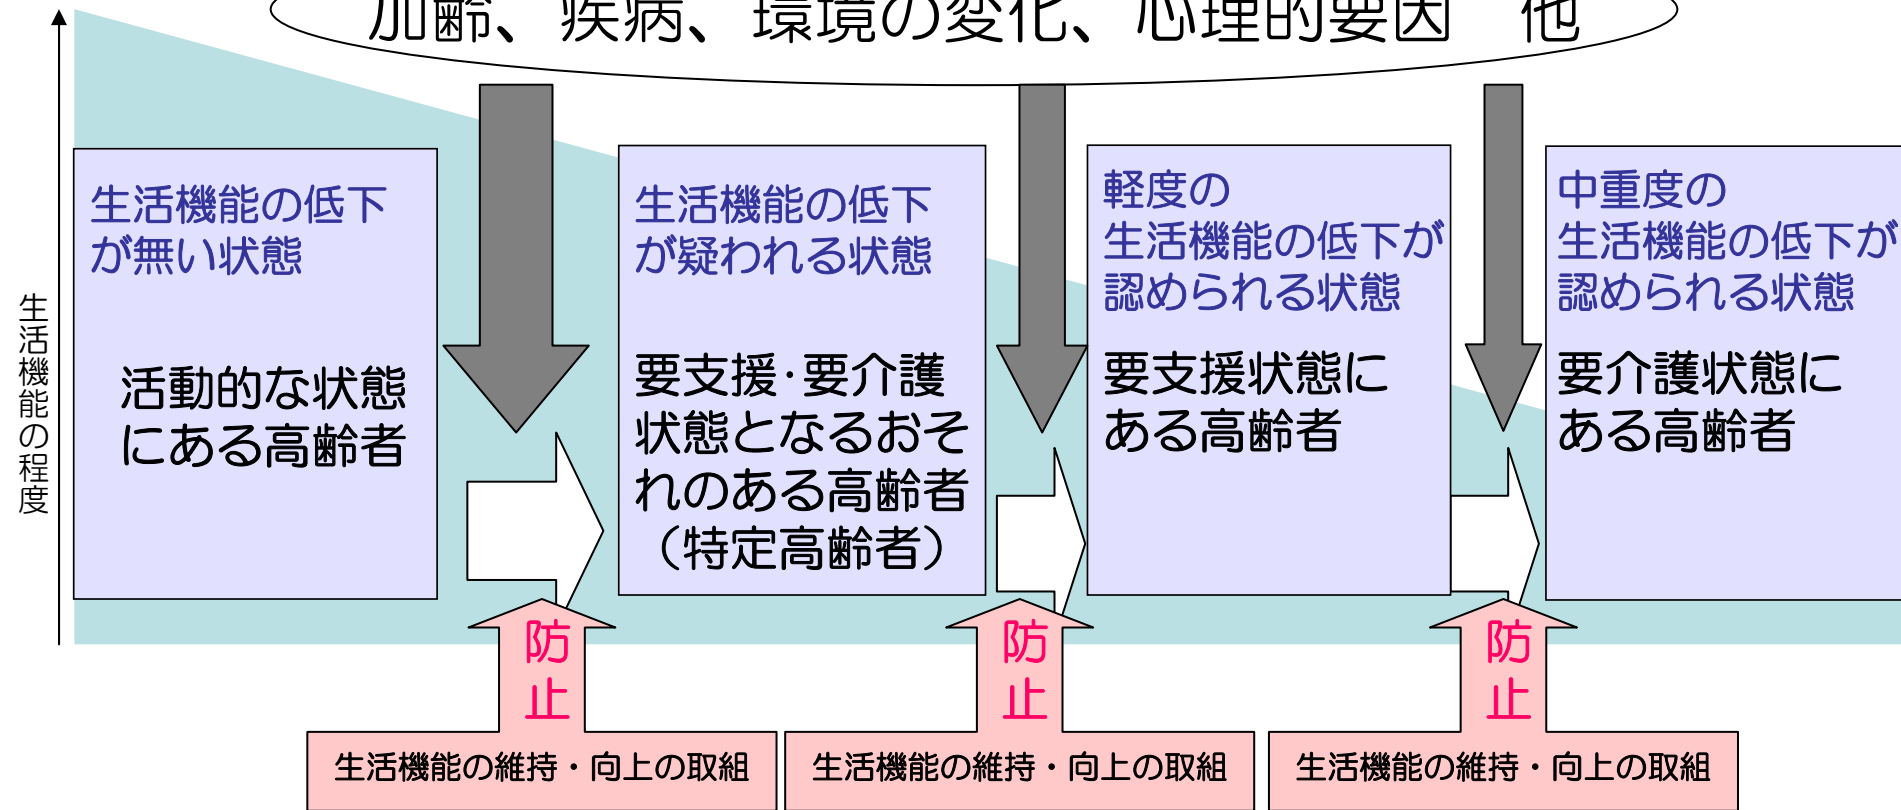 加齢、疾病、環境の変化、心理的要因　他
生活機能の程度
生活機能の低下
が無い状態
活動的な状態
にある高齢者
生活機能の低下
が疑われる状態
要支援・要介護
状態となるおそ
れのある高齢者
（特定高齢者）
軽度の
生活機能の低下が
認められる状態
要支援状態に
ある高齢者
中重度の
生活機能の低下が
認められる状態
要介護状態に
ある高齢者
防
止
防
止
防
止
生活機能の維持・向上の取組
生活機能の維持・向上の取組
生活機能の維持・向上の取組